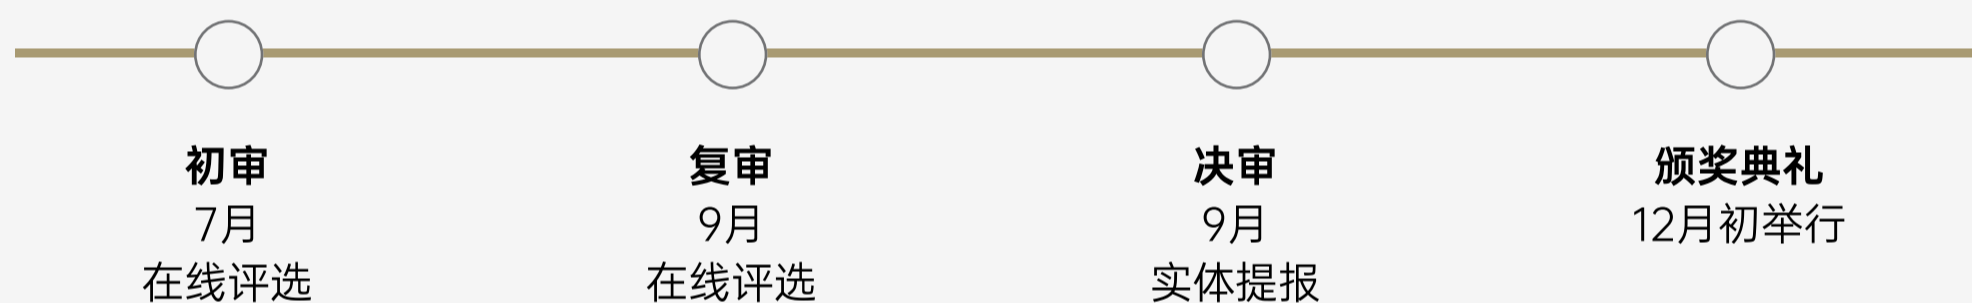 初审
7月
在线评选
复审
9月
在线评选
决审
9月
实体提报
颁奖典礼
12月初举行